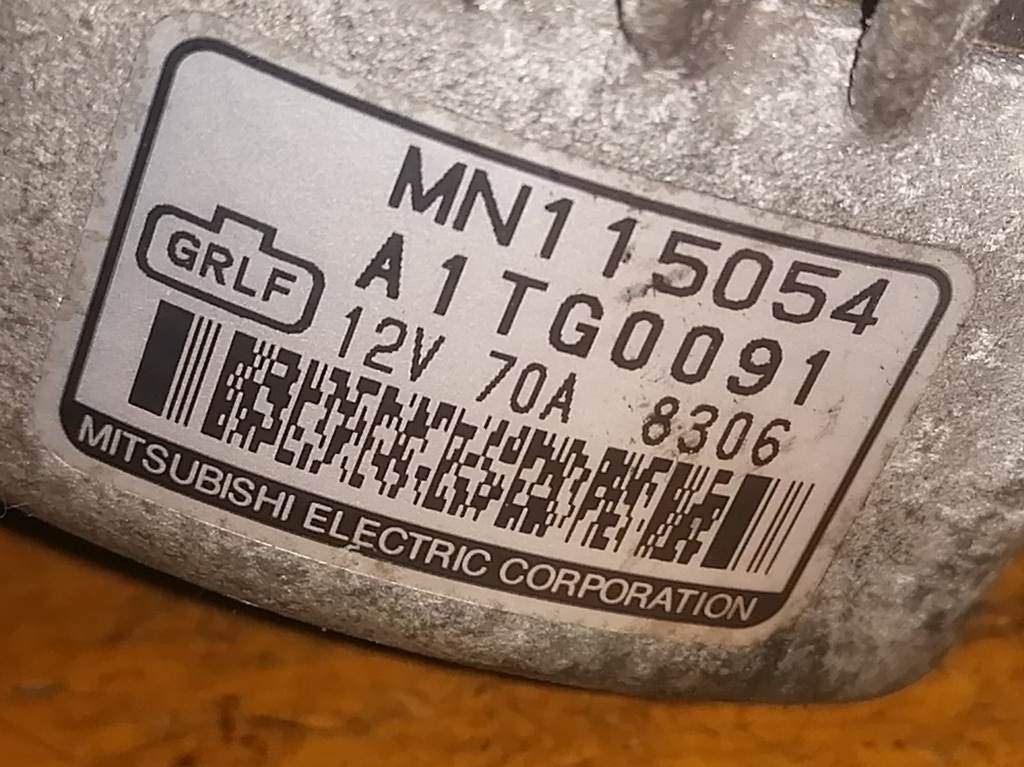 MN115054
A1TG0091
GRLF
12V 70A 8306
MITSUBISHI ELECTRIC CORPORATION